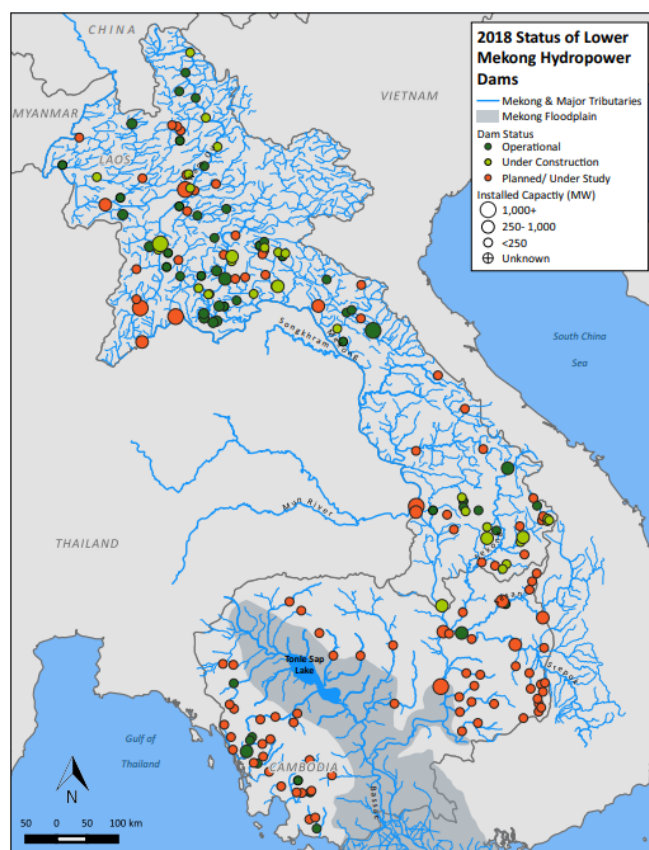 CHINA
2018 Status of Lower
Mekong Hydropower
Dams
Mekong & Major Tributaries
Mekong Floodplain
Dam Status
Operational
Under Construction
Planned/ Under Study
Installed Capactiy (MW)
1,000+
250- 1,000
<250
Unknown
VIETNAM
MYANMAR
LAOS
Songkhram
Mekong
South China
Sea
Mun River
THAILAND
Tonle Sap
Lake
Srepok
Gulf of
Thailand
CAMBODIA
Bassac
N
50 0 50 100 km